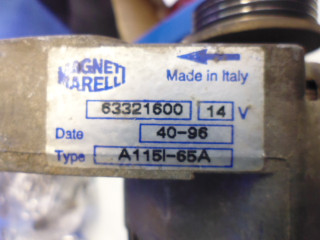 MAGNETI
MARELLI
Made in Italy
63321600 14 V
Date 40-96
Type A115I-65A